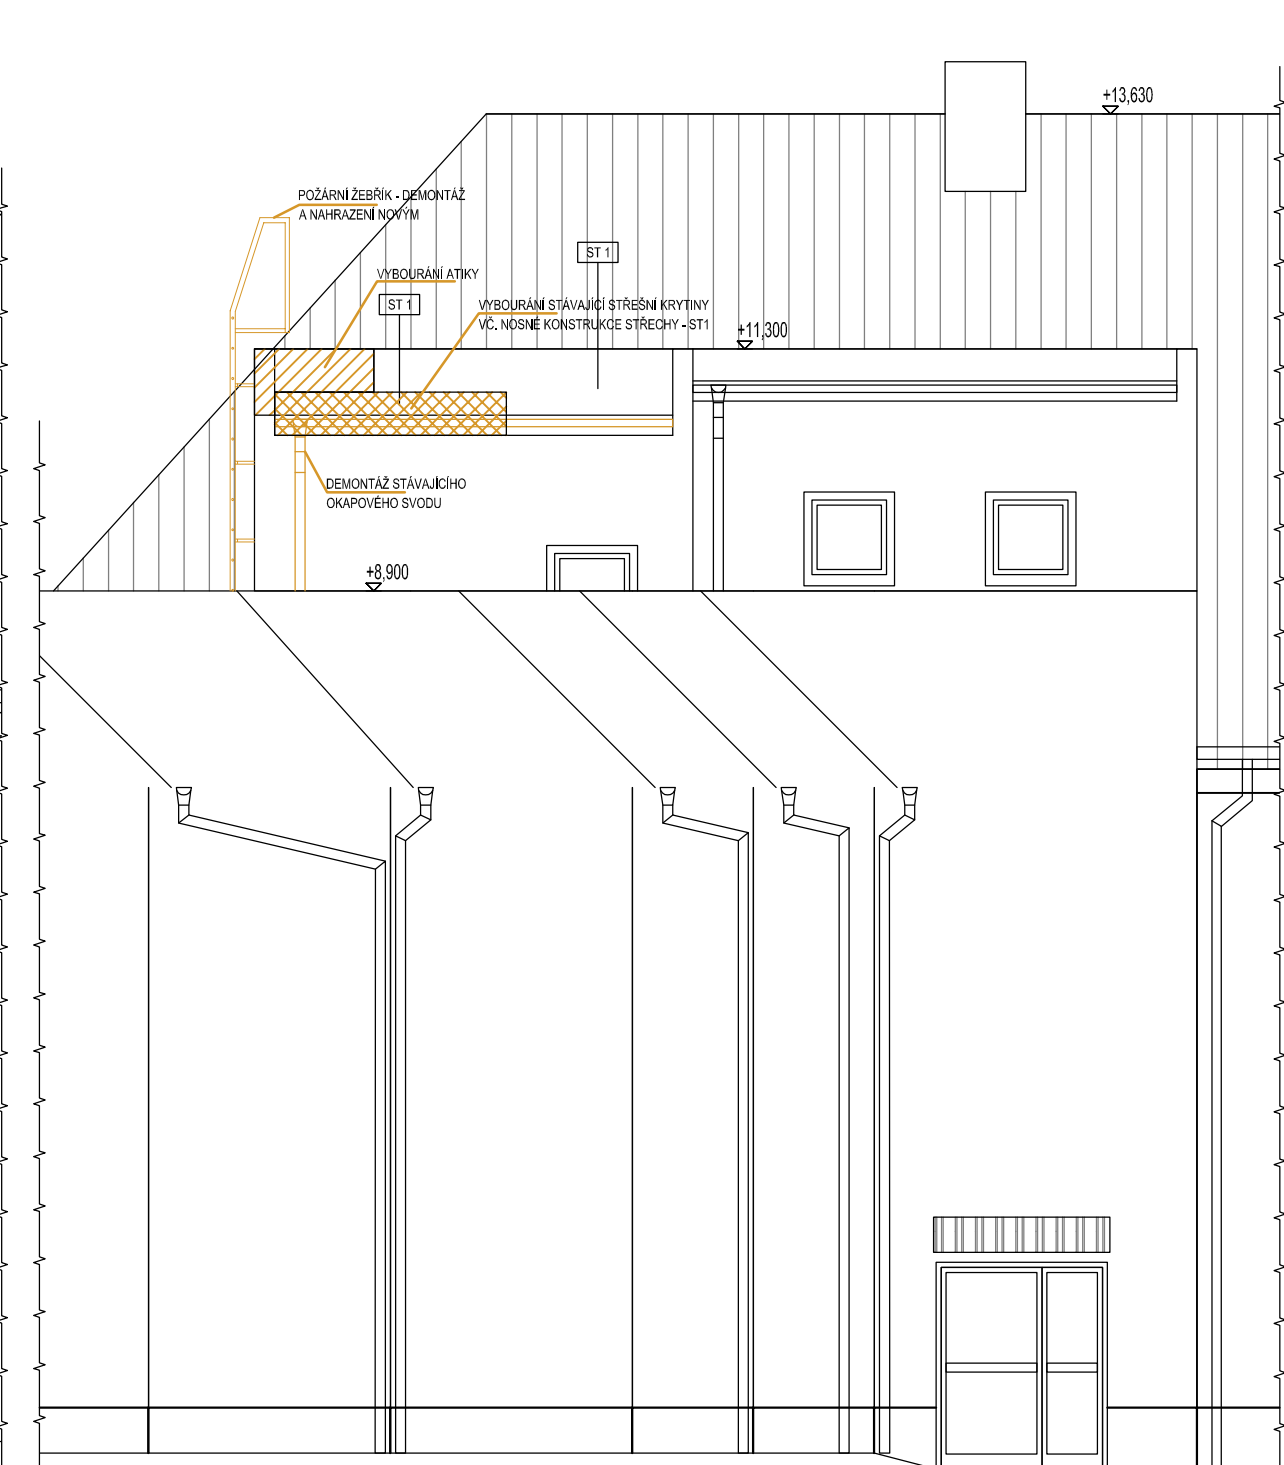 +13,630
POŽÁRNÍ ŽEBŘÍK - DEMONTÁŽ
A NAHRAZENÍ NOVÝM
ST 1
VYBOURÁNÍ ATIKY
ST 1
VYBOURÁNÍ STÁVAJÍCÍ STŘEŠNÍ KRYTINY
VČ. NOSNÉ KONSTRUKCE STŘECHY - ST1
+11,300
DEMONTÁŽ STÁVAJÍCÍHO
OKAPOVÉHO SVODU
+8,900